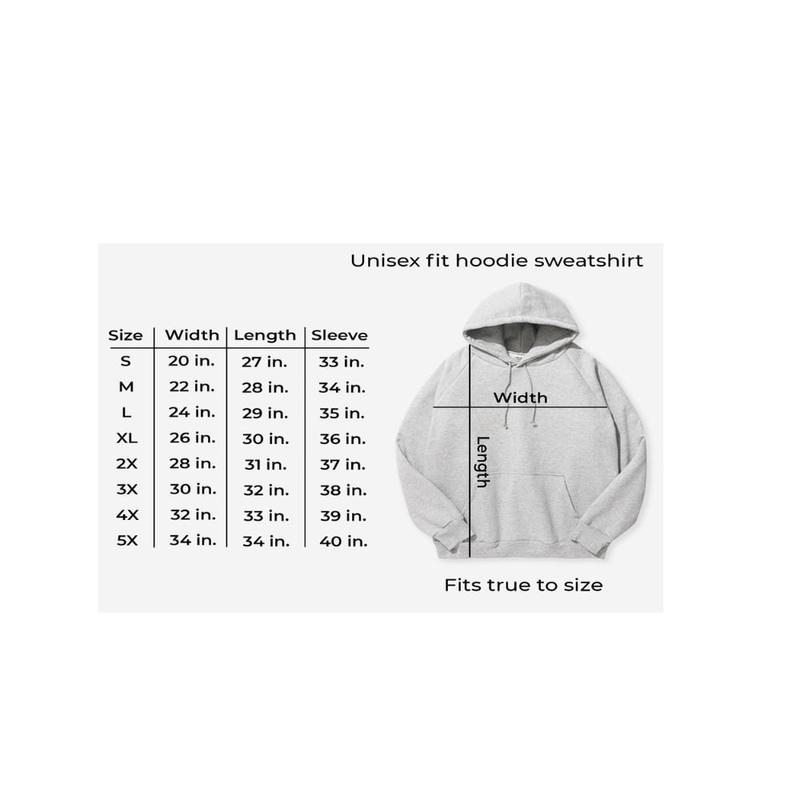 Unisex fit hoodie sweatshirt
Size Width Length Sleeve
S 20 in. 27 in. 33 in.
M 22 in. 28 in. 34 in.
L 24 in. 29 in. 35 in.
XL 26 in. 30 in. 36 in.
2X 28 in. 31 in. 37 in.
3X 30 in. 32 in. 38 in.
4X 32 in. 33 in. 39 in.
5X 34 in. 34 in. 40 in.
Width
Length
Fits true to size